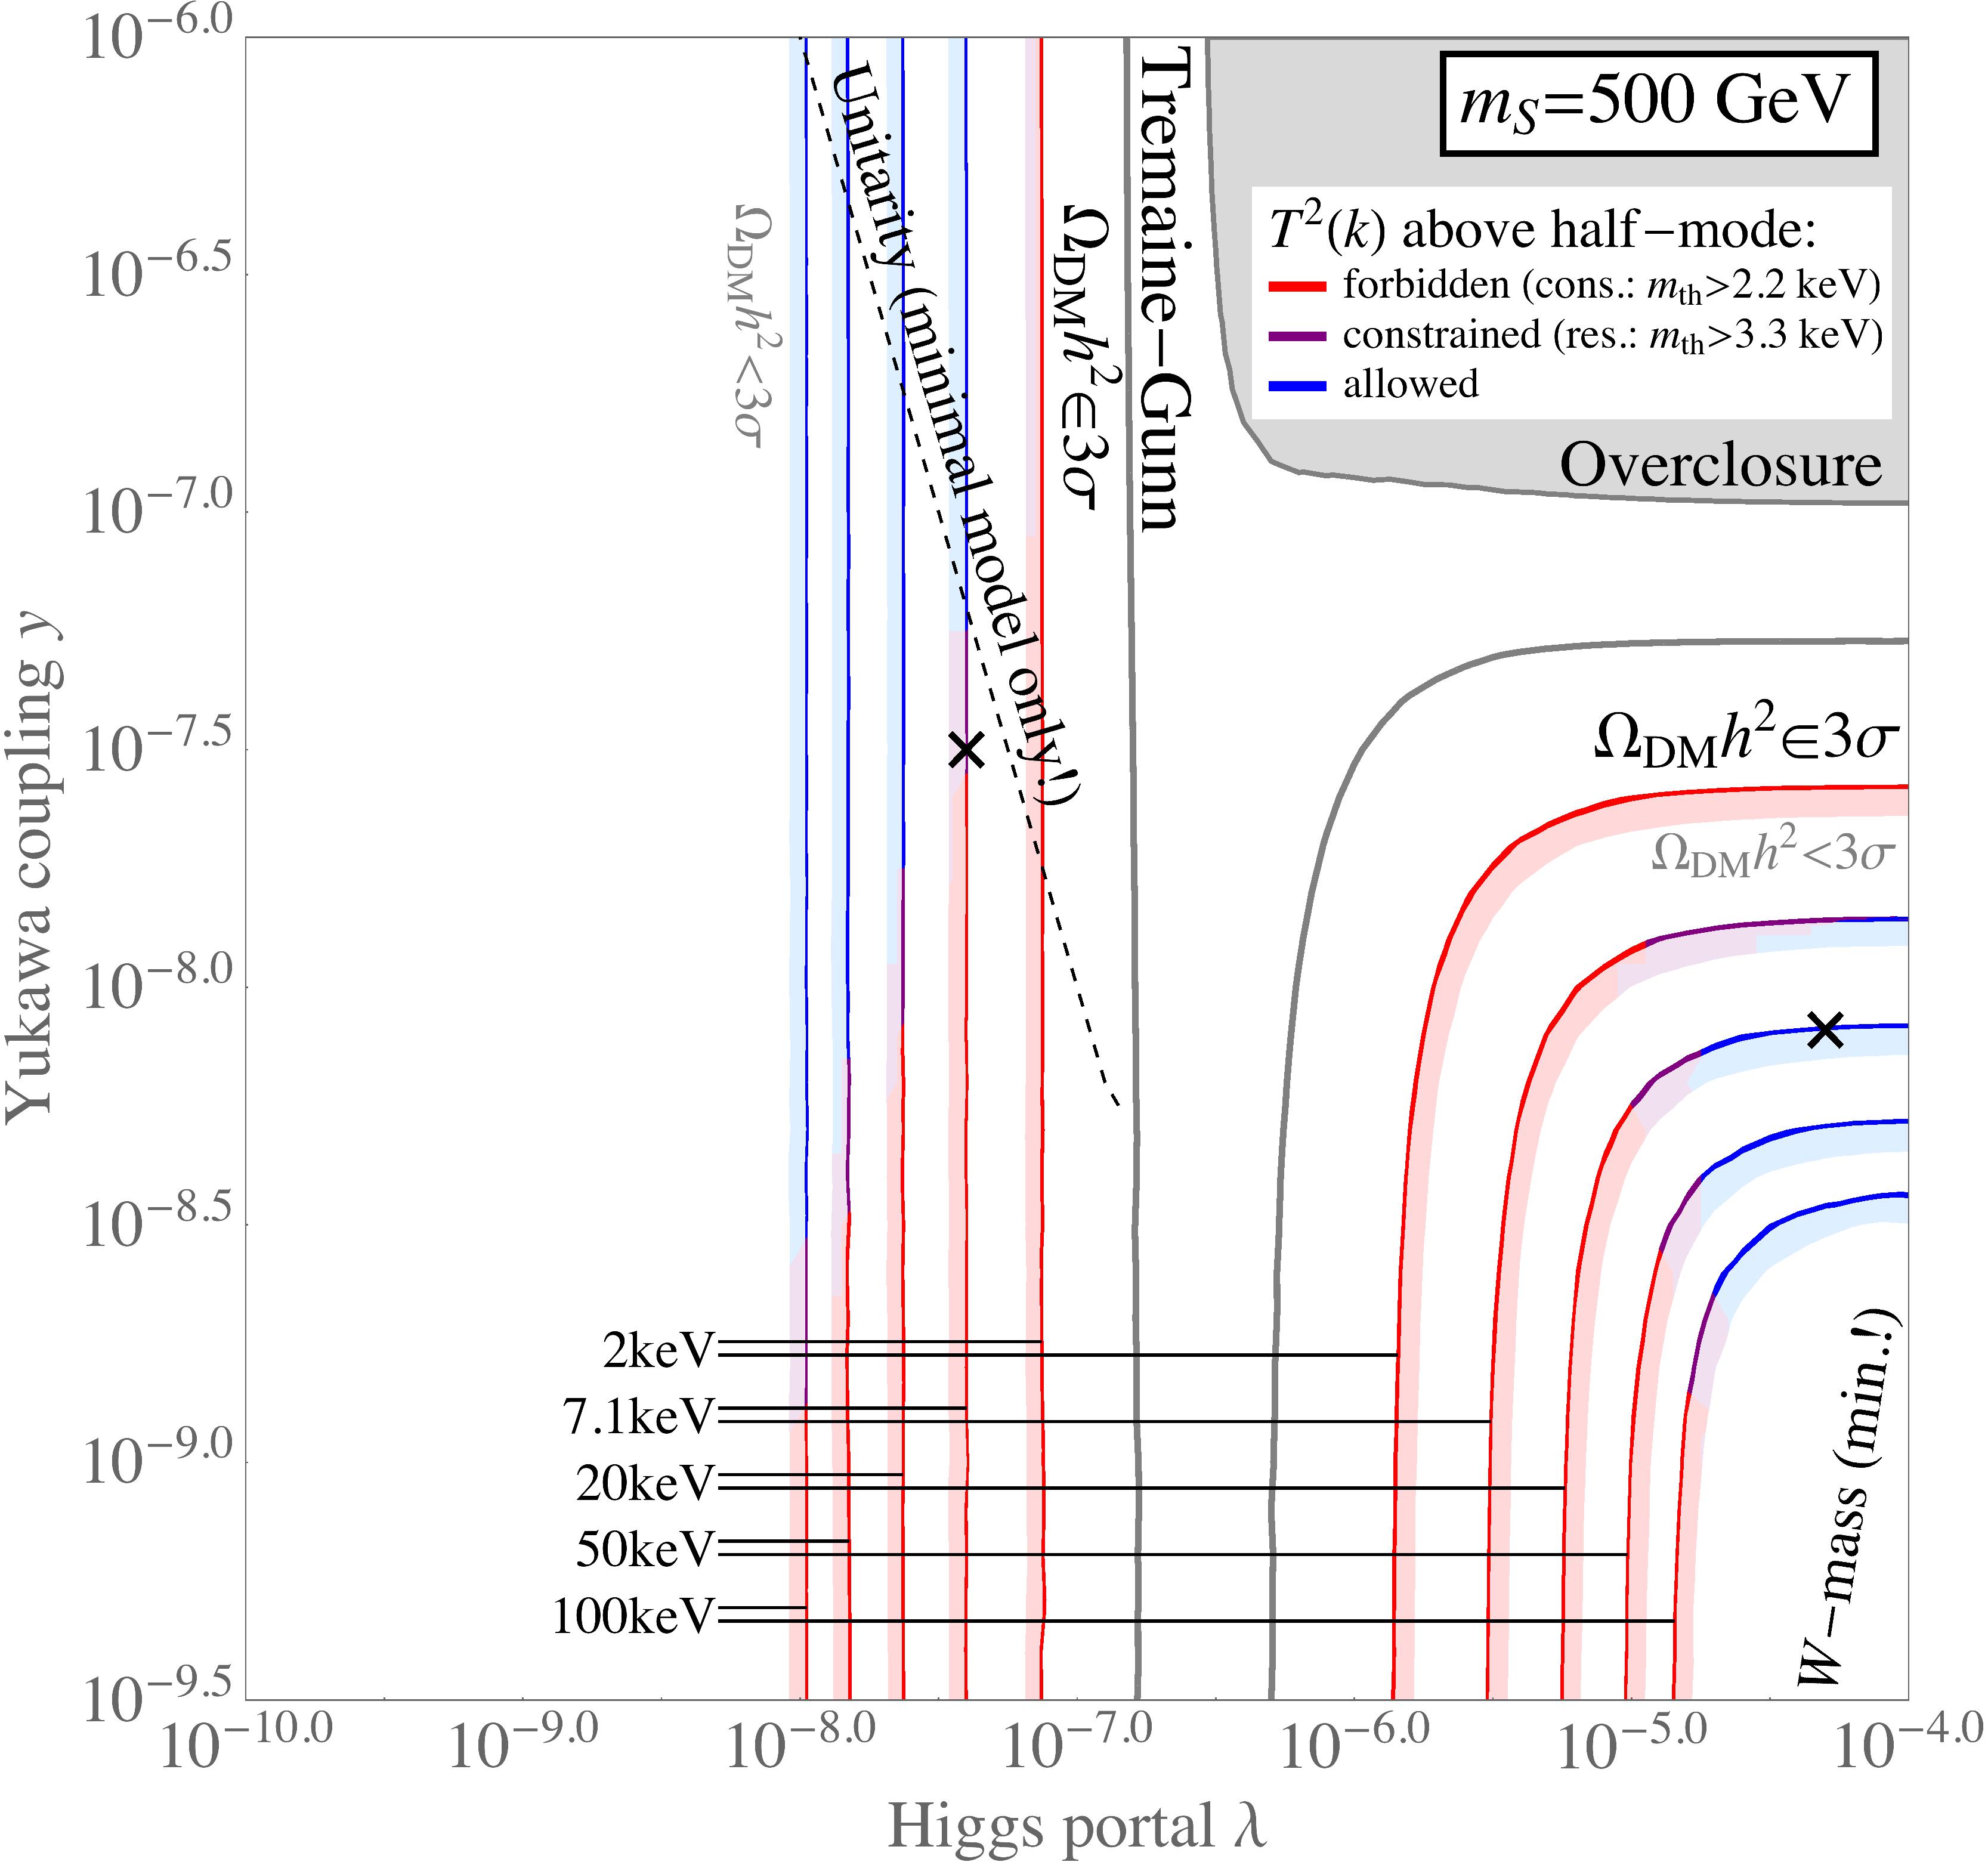 10^−6.0
10^−6.5
10^−7.0
10^−7.5
10^−8.0
10^−8.5
10^−9.0
10^−9.5
Yukawa coupling y
10^−10.0
10^−9.0
10^−8.0
10^−7.0
10^−6.0
10^−5.0
10^−4.0
Higgs portal λ
m_S=500 GeV
T²(k) above half−mode:
forbidden (cons.: m_th>2.2 keV)
constrained (res.: m_th>3.3 keV)
allowed
Overclosure
Ω_DM h²<3σ
Unitarity (minimal model only!)
Ω_DM h²∈3σ
Tremaine−Gunn
Ω_DM h²∈3σ
Ω_DM h²<3σ
W−mass (min.!)
2keV
7.1keV
20keV
50keV
100keV